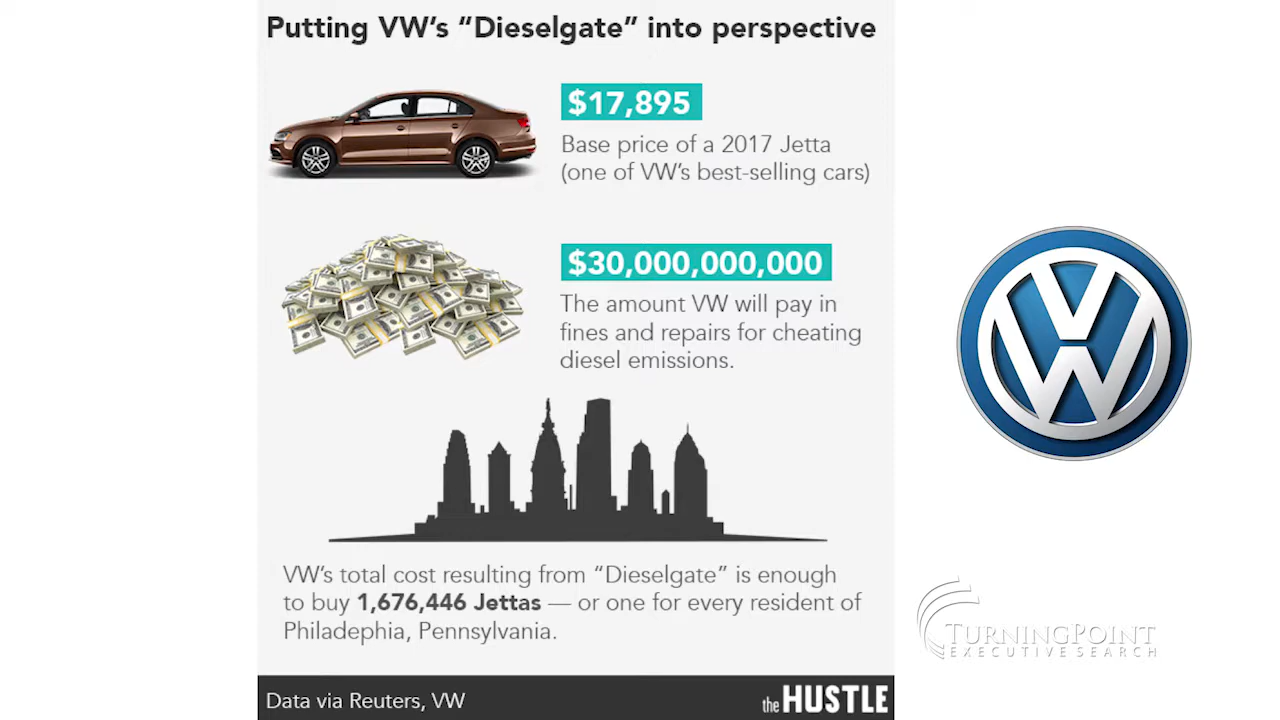 Putting VW’s “Dieselgate” into perspective
$17,895
Base price of a 2017 Jetta
(one of VW’s best-selling cars)
$30,000,000,000
The amount VW will pay in
fines and repairs for cheating
diesel emissions.
VW’s total cost resulting from “Dieselgate” is enough
to buy 1,676,446 Jettas — or one for every resident of
Philadephia, Pennsylvania.
Data via Reuters, VW
the HUSTLE
VW
TURNINGPOINT
EXECUTIVE SEARCH